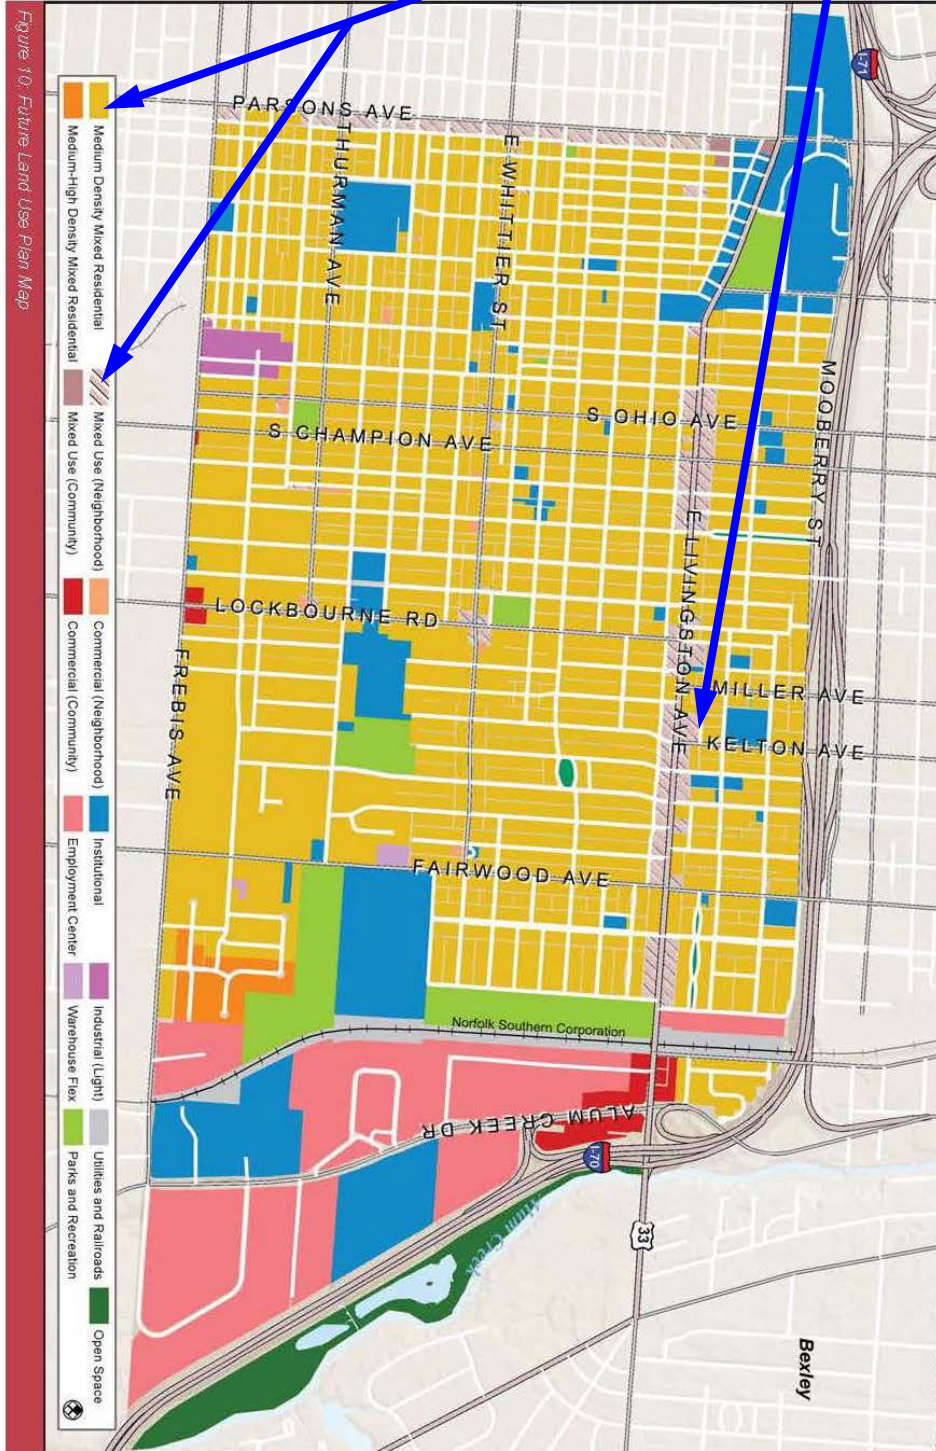 I-71
PARSONS AVE
THURMAN AVE
E WHITTIER ST
MOOBERRY ST
S OHIO AVE
S CHAMPION AVE
E LIVINGSTON AVE
LOCKBOURNE RD
MILLER AVE
KELTON AVE
FREBIS AVE
FAIRWOOD AVE
Norfolk Southern Corporation
ALUM CREEK DR
I-70
Alum Creek
33
Bexley
Medium Density Mixed Residential
Medium-High Density Mixed Residential
Mixed Use (Neighborhood)
Mixed Use (Community)
Commercial (Neighborhood)
Commercial (Community)
Institutional
Employment Center
Industrial (Light)
Warehouse Flex
Utilities and Railroads
Parks and Recreation
Open Space
Figure 10: Future Land Use Plan Map